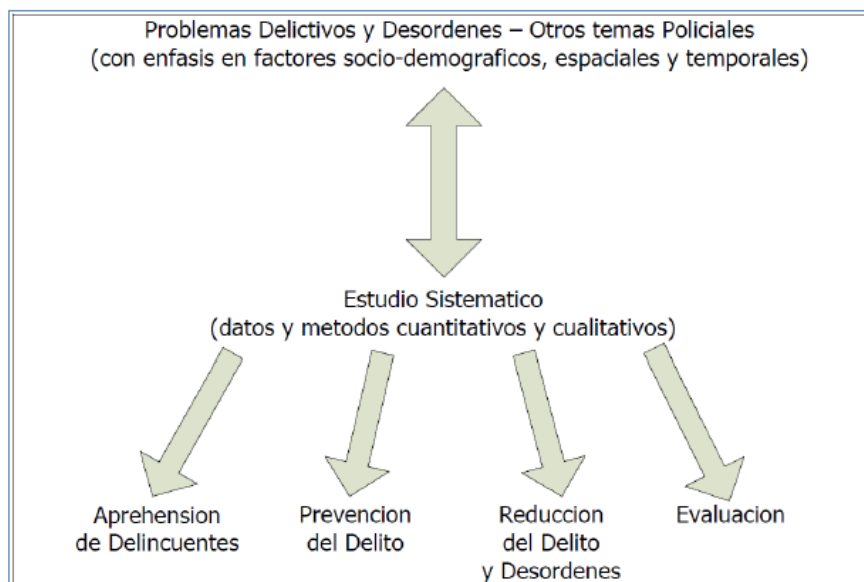 Problemas Delictivos y Desordenes – Otros temas Policiales
(con enfasis en factores socio-demograficos, espaciales y temporales)
Estudio Sistematico
(datos y metodos cuantitativos y cualitativos)
Aprehension
de Delincuentes
Prevencion
del Delito
Reduccion
del Delito
y Desordenes
Evaluacion